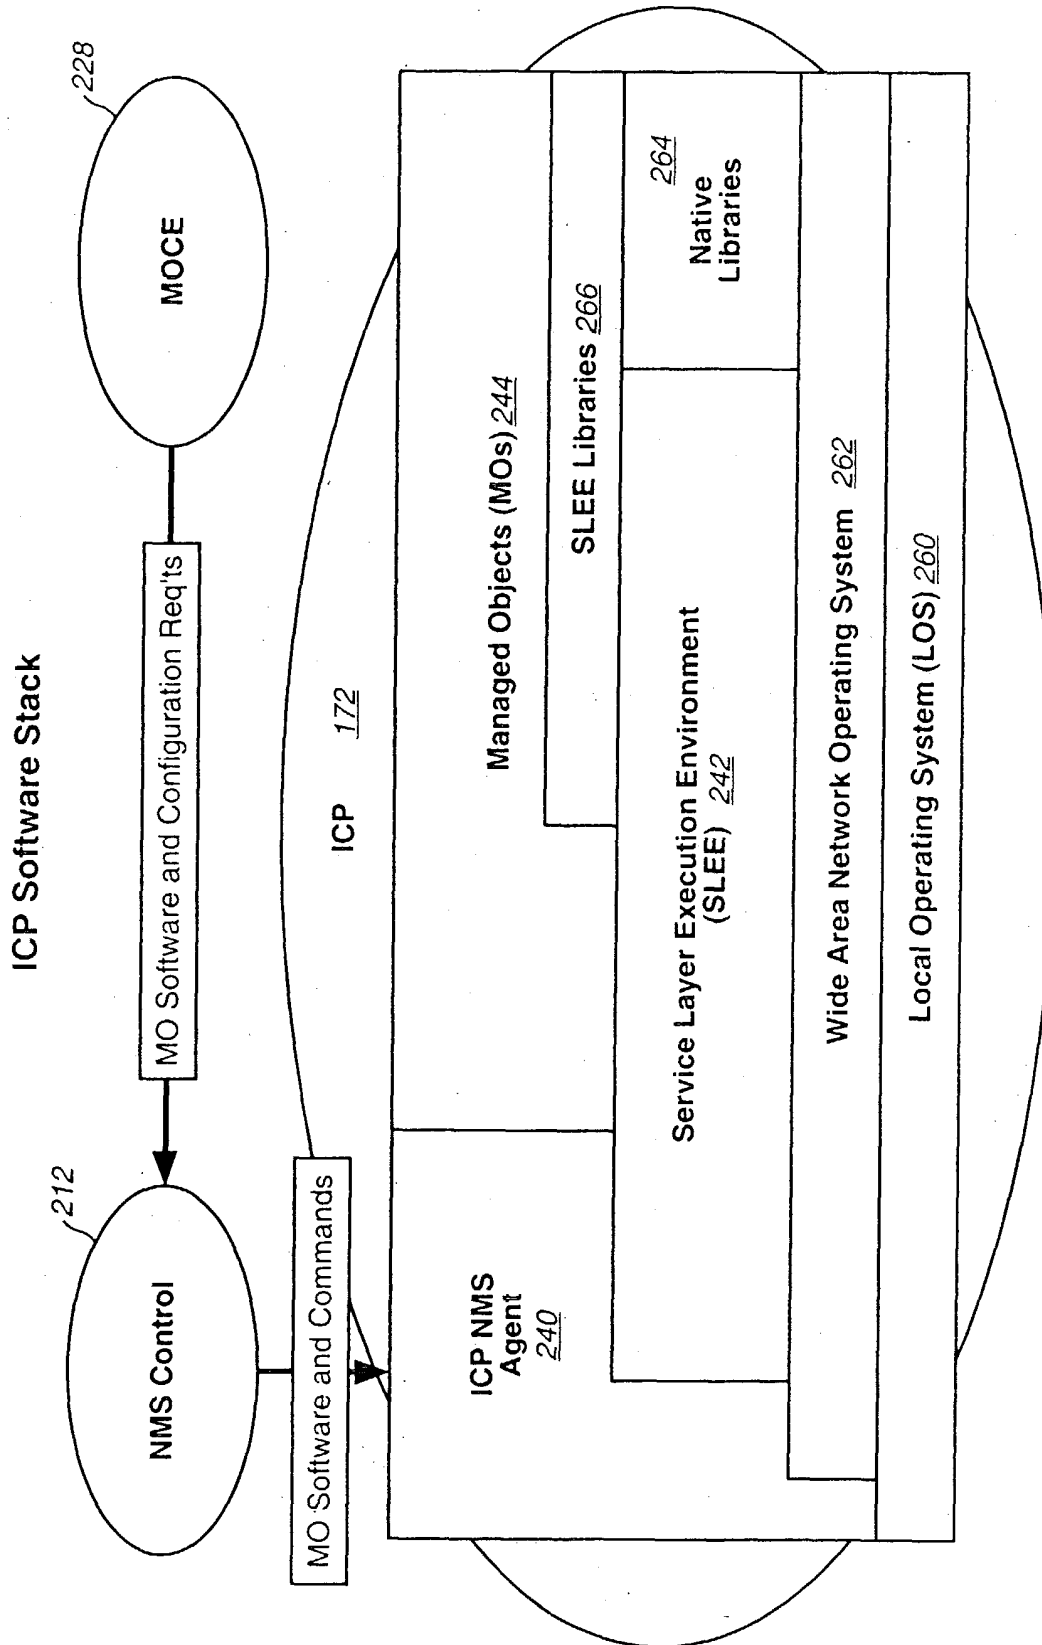 ICP Software Stack
212
NMS Control
MO Software and Configuration Req'ts
228
MOCE
MO Software and Commands
ICP 172
ICP NMS
Agent
240
Managed Objects (MOs) 244
SLEE Libraries 266
Service Layer Execution Environment
(SLEE) 242
264
Native
Libraries
Wide Area Network Operating System 262
Local Operating System (LOS) 260